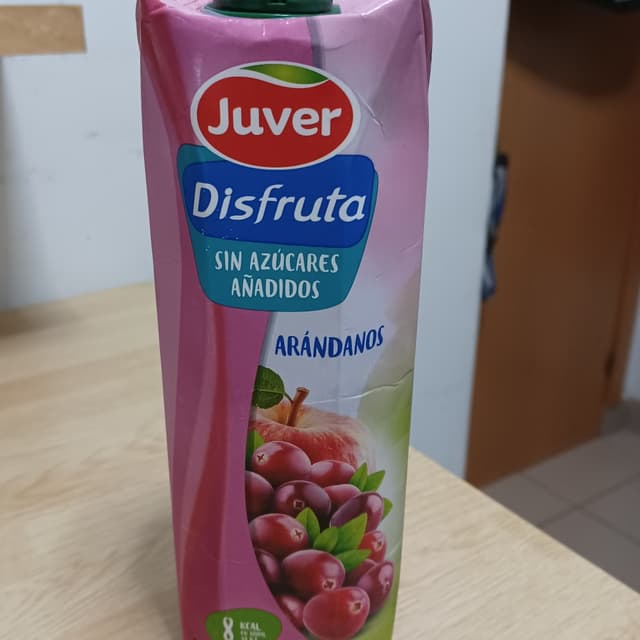 Juver
Disfruta
SIN AZÚCARES
AÑADIDOS
ARÁNDANOS
8 KCAL